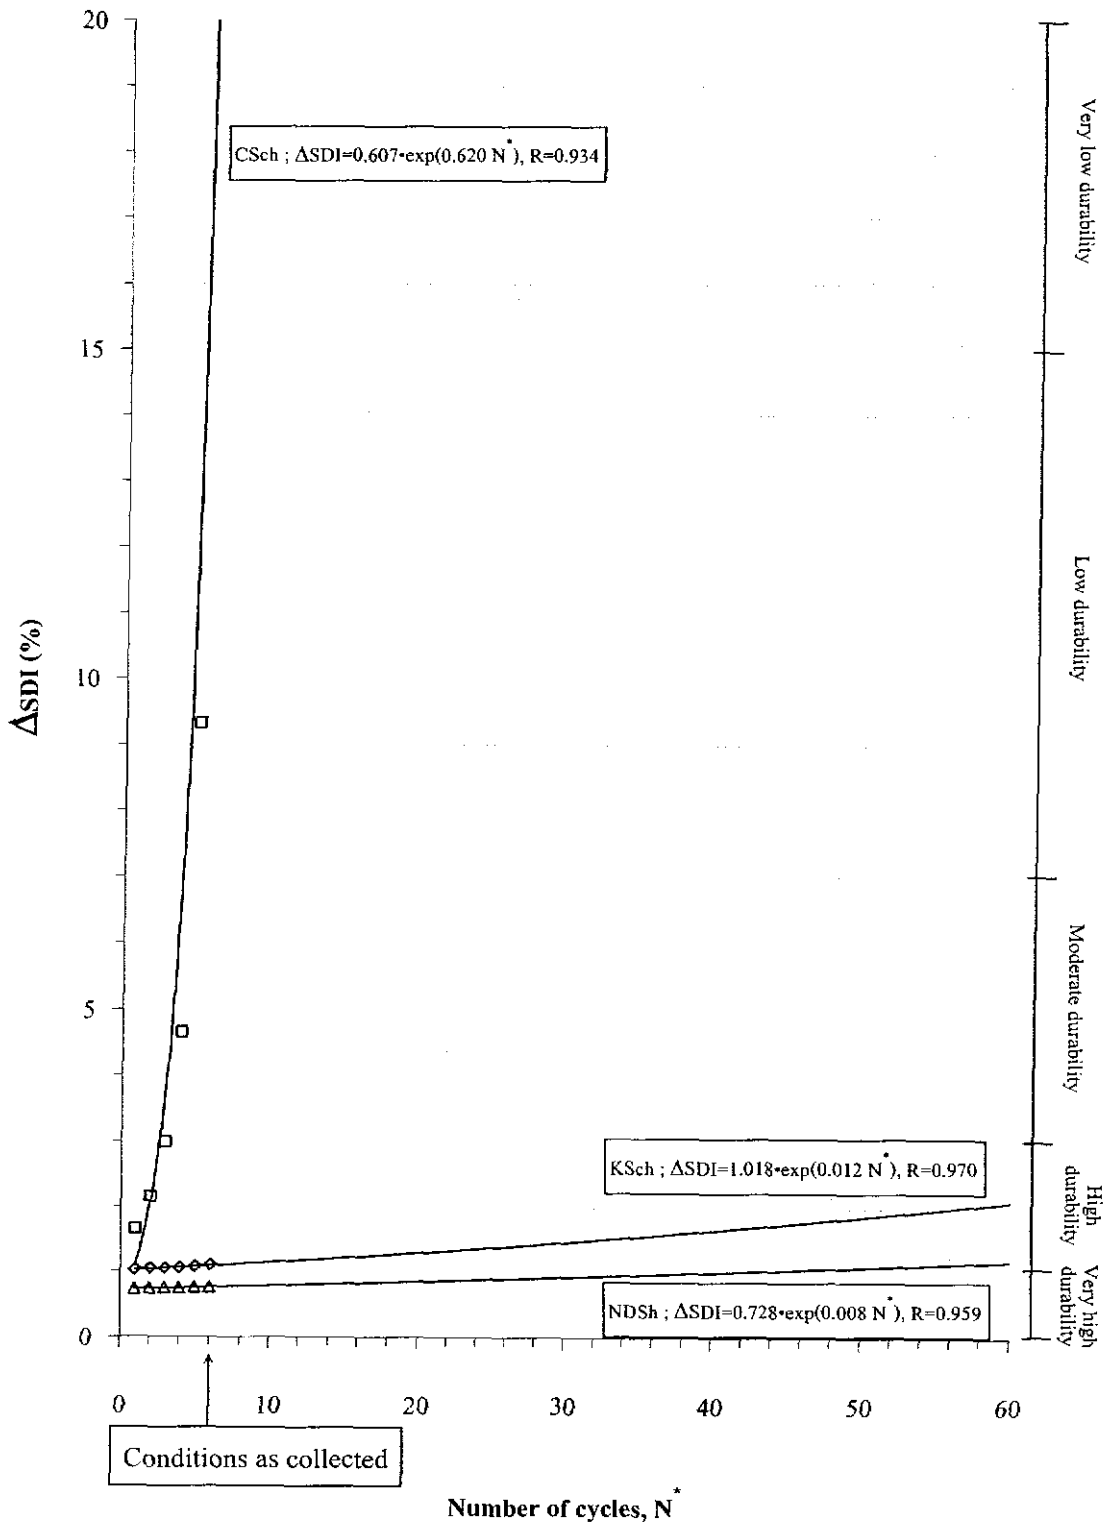 20
15
10
5
0
ΔSDI (%)
CSch ; ΔSDI=0.607•exp(0.620 N*), R=0.934
KSch ; ΔSDI=1.018•exp(0.012 N*), R=0.970
NDSh ; ΔSDI=0.728•exp(0.008 N*), R=0.959
Very low durability
Low durability
Moderate durability
High
durability
Very high
durability
0 10 20 30 40 50 60
Conditions as collected
Number of cycles, N*